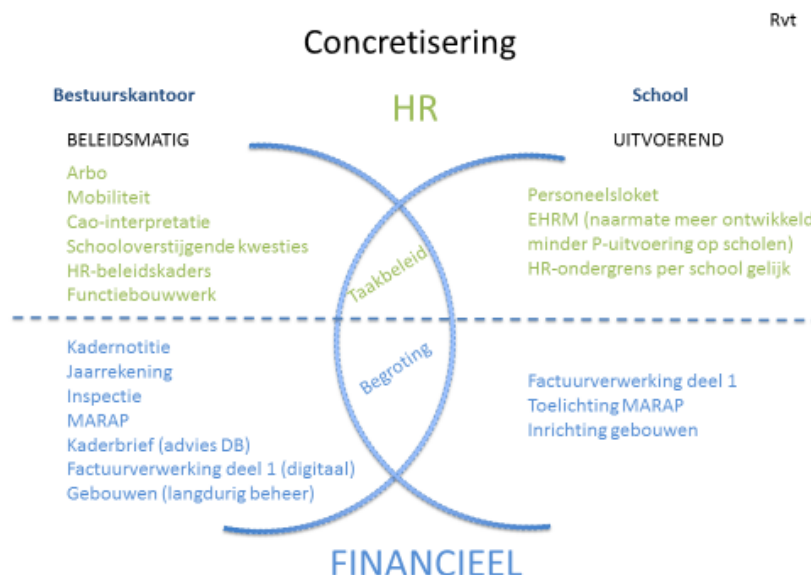 Rvt
Concretisering
Bestuurskantoor
HR
School
BELEIDSMATIG
UITVOEREND
Arbo
Mobiliteit
Cao-interpretatie
Schooloverstijgende kwesties
HR-beleidskaders
Functiebouwwerk
Taakbeleid
Personeelsloket
EHRM (naarmate meer ontwikkeld
minder P-uitvoering op scholen)
HR-ondergrens per school gelijk
Kadernotitie
Jaarrekening
Inspectie
MARAP
Kaderbrief (advies DB)
Factuurverwerking deel 1 (digitaal)
Gebouwen (langdurig beheer)
Begroting
Factuurverwerking deel 1
Toelichting MARAP
Inrichting gebouwen
FINANCIEEL